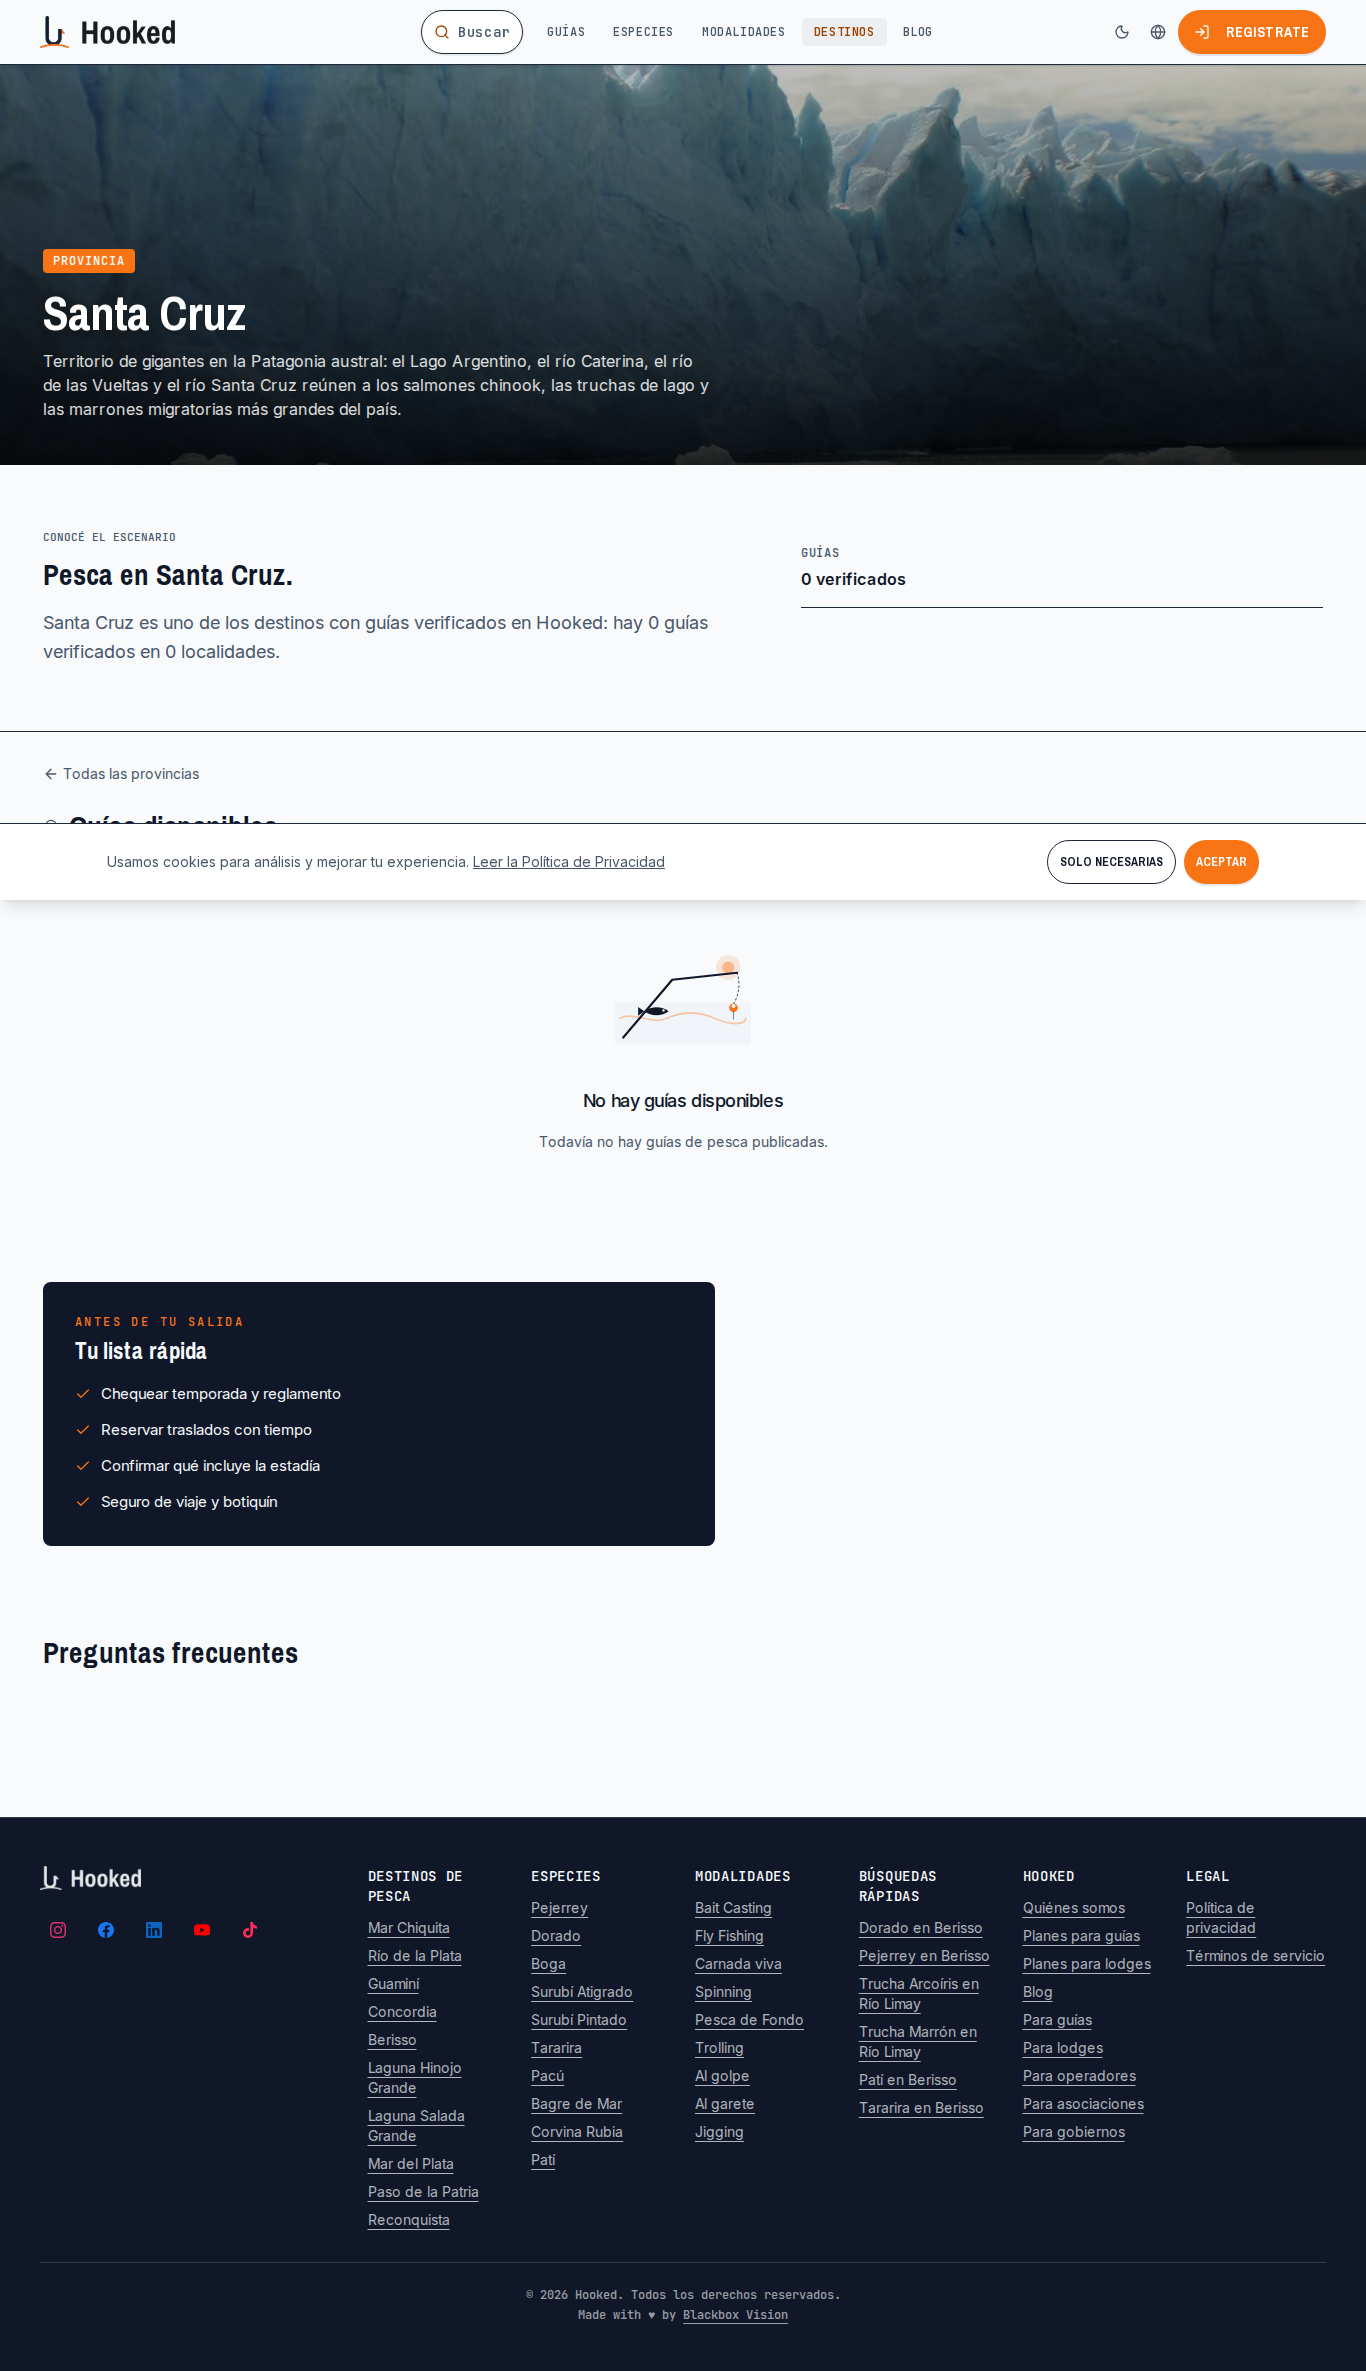 Hooked
Buscar
GUÍAS
ESPECIES
MODALIDADES
DESTINOS
BLOG
REGISTRATE
PROVINCIA
Santa Cruz
Territorio de gigantes en la Patagonia austral: el Lago Argentino, el río Caterina, el río
de las Vueltas y el río Santa Cruz reúnen a los salmones chinook, las truchas de lago y
las marrones migratorias más grandes del país.
CONOCÉ EL ESCENARIO
Pesca en Santa Cruz.
Santa Cruz es uno de los destinos con guías verificados en Hooked: hay 0 guías
verificados en 0 localidades.
GUÍAS
0 verificados
Todas las provincias
Guías disponibles
Usamos cookies para análisis y mejorar tu experiencia. Leer la Política de Privacidad
SOLO NECESARIAS
ACEPTAR
No hay guías disponibles
Todavía no hay guías de pesca publicadas.
ANTES DE TU SALIDA
Tu lista rápida
Chequear temporada y reglamento
Reservar traslados con tiempo
Confirmar qué incluye la estadía
Seguro de viaje y botiquín
Preguntas frecuentes
Hooked
DESTINOS DE
PESCA
Mar Chiquita
Río de la Plata
Guaminí
Concordia
Berisso
Laguna Hinojo
Grande
Laguna Salada
Grande
Mar del Plata
Paso de la Patria
Reconquista
ESPECIES
Pejerrey
Dorado
Boga
Surubí Atigrado
Surubí Pintado
Tararira
Pacú
Bagre de Mar
Corvina Rubia
Patí
MODALIDADES
Bait Casting
Fly Fishing
Carnada viva
Spinning
Pesca de Fondo
Trolling
Al golpe
Al garete
Jigging
BÚSQUEDAS
RÁPIDAS
Dorado en Berisso
Pejerrey en Berisso
Trucha Arcoíris en
Río Limay
Trucha Marrón en
Río Limay
Patí en Berisso
Tararira en Berisso
HOOKED
Quiénes somos
Planes para guías
Planes para lodges
Blog
Para guías
Para lodges
Para operadores
Para asociaciones
Para gobiernos
LEGAL
Política de
privacidad
Términos de servicio
© 2026 Hooked. Todos los derechos reservados.
Made with ♥ by Blackbox Vision